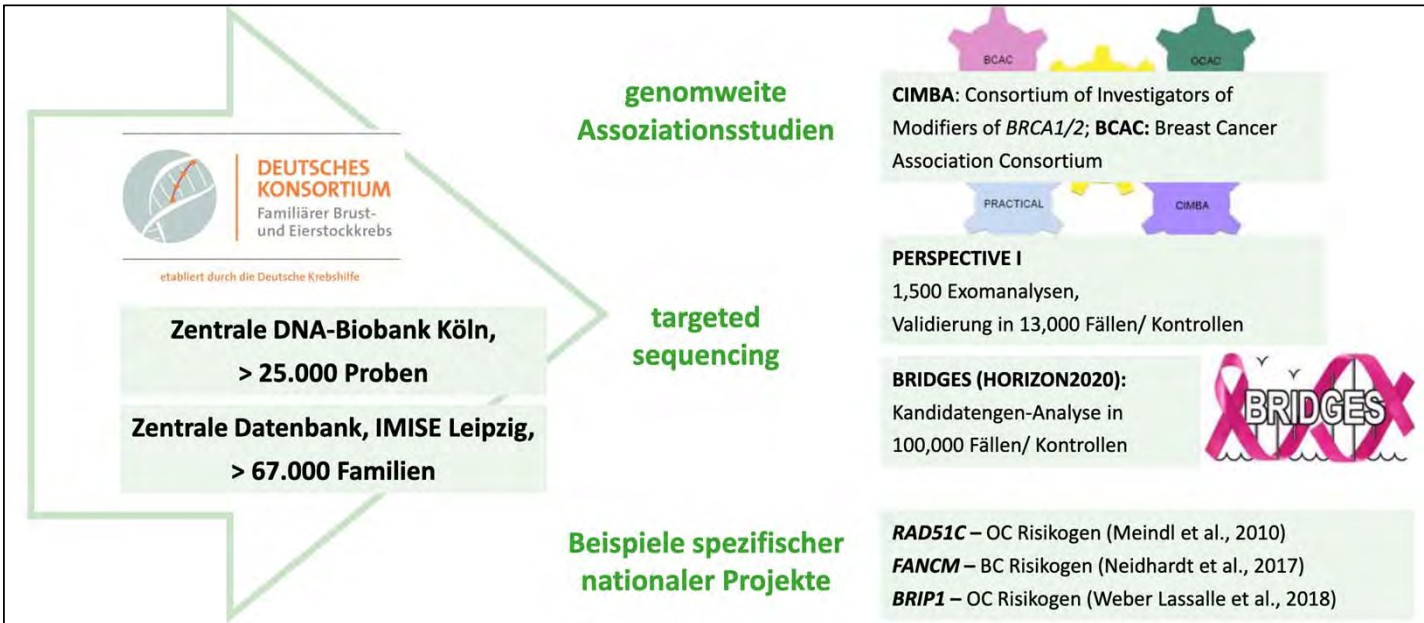 DEUTSCHES
KONSORTIUM
Familiärer Brust-
und Eierstockkrebs
etabliert durch die Deutsche Krebshilfe
Zentrale DNA-Biobank Köln,
> 25.000 Proben
Zentrale Datenbank, IMISE Leipzig,
> 67.000 Familien
genomweite
Assoziationsstudien
BCAC
OCAC
CIMBA: Consortium of Investigators of
Modifiers of BRCA1/2; BCAC: Breast Cancer
Association Consortium
PRACTICAL
CIMBA
targeted
sequencing
PERSPECTIVE I
1,500 Exomanalysen,
Validierung in 13,000 Fällen/ Kontrollen
BRIDGES (HORIZON2020):
Kandidatengen-Analyse in
100,000 Fällen/ Kontrollen
BRIDGES
Beispiele spezifischer
nationaler Projekte
RAD51C – OC Risikogen (Meindl et al., 2010)
FANCM – BC Risikogen (Neidhardt et al., 2017)
BRIP1 – OC Risikogen (Weber Lassalle et al., 2018)